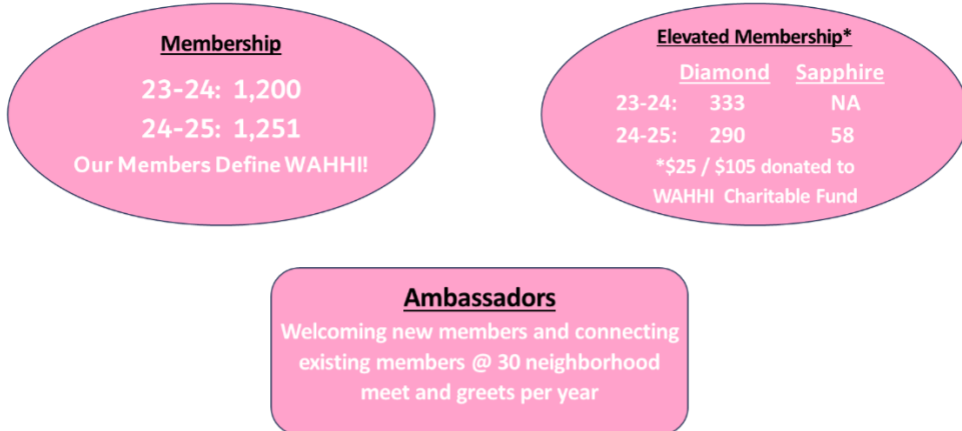 Membership
23-24: 1,200
24-25: 1,251
Our Members Define WAHHI!
Elevated Membership*
Diamond Sapphire
23-24: 333 NA
24-25: 290 58
*$25 / $105 donated to
WAHHI Charitable Fund
Ambassadors
Welcoming new members and connecting
existing members @ 30 neighborhood
meet and greets per year